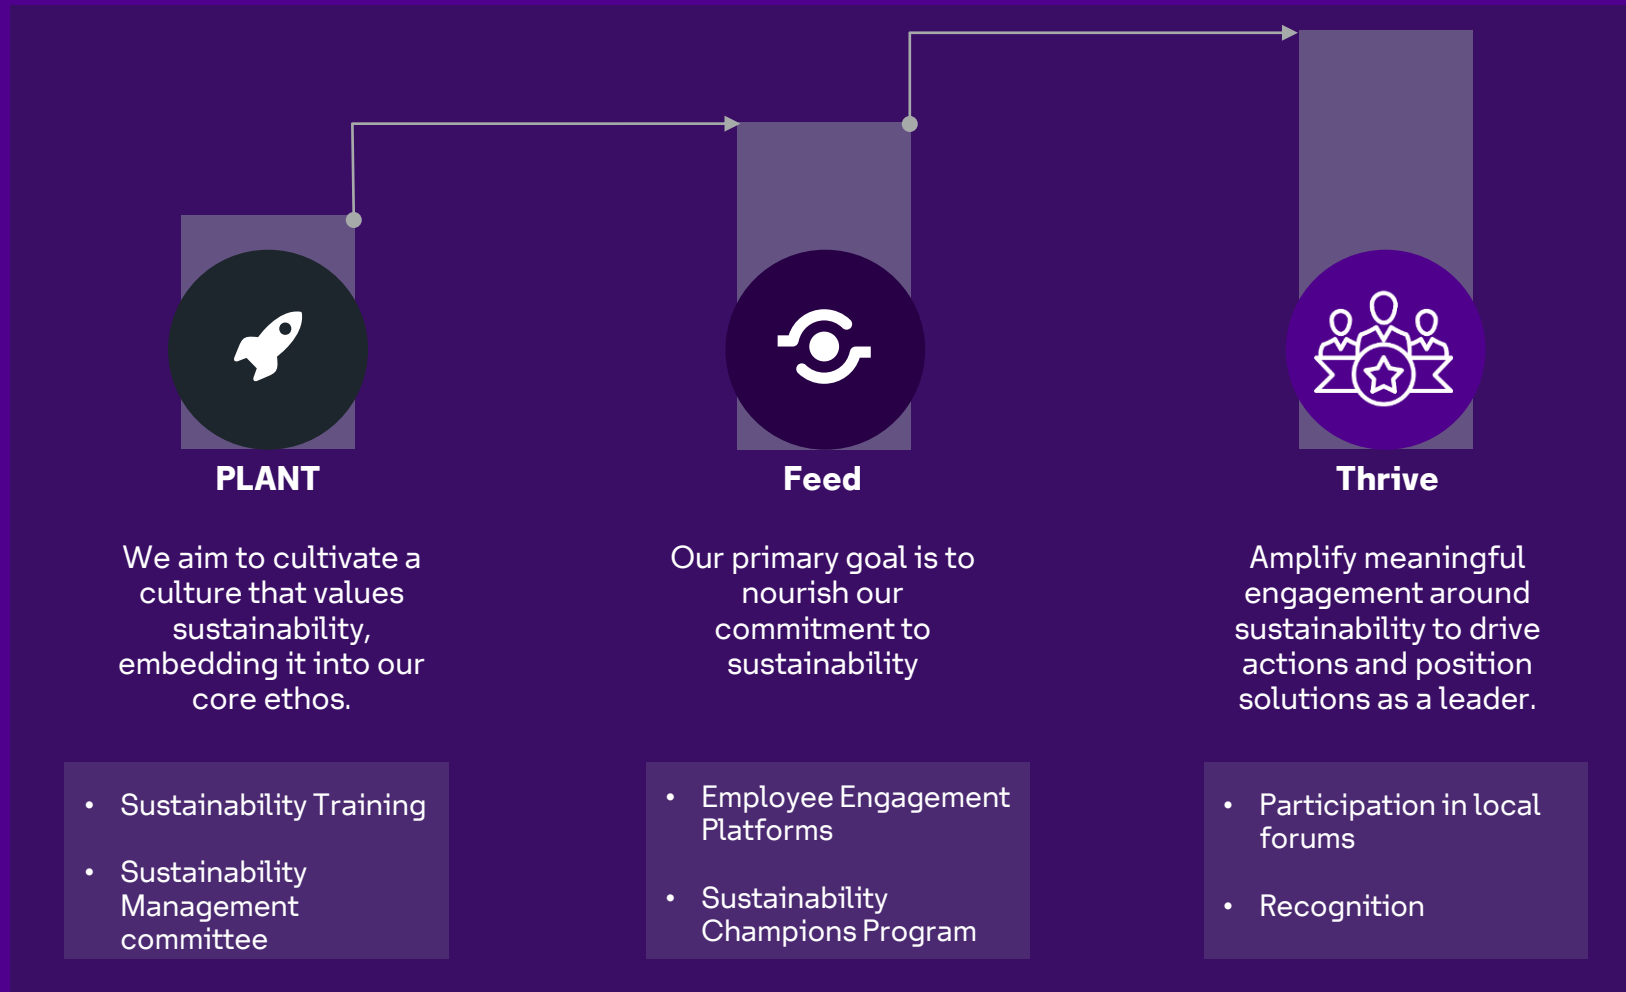 PLANT
We aim to cultivate a
culture that values
sustainability,
embedding it into our
core ethos.
• Sustainability Training
• Sustainability
Management
committee
Feed
Our primary goal is to
nourish our
commitment to
sustainability
• Employee Engagement
Platforms
• Sustainability
Champions Program
Thrive
Amplify meaningful
engagement around
sustainability to drive
actions and position
solutions as a leader.
• Participation in local
forums
• Recognition